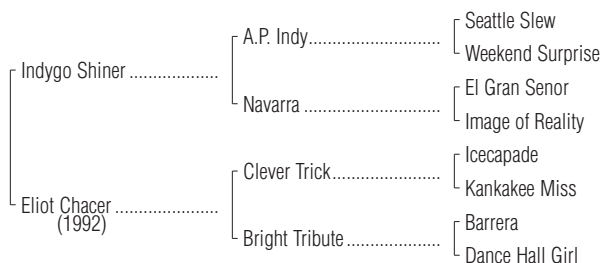 Seattle Slew
A.P. Indy........................................
Weekend Surprise
Indygo Shiner ...................
El Gran Senor
Navarra .........................................
Image of Reality
Icecapade
Clever Trick................................
Kankakee Miss
Eliot Chacer ......................
(1992)
Barrera
Bright Tribute............................
Dance Hall Girl